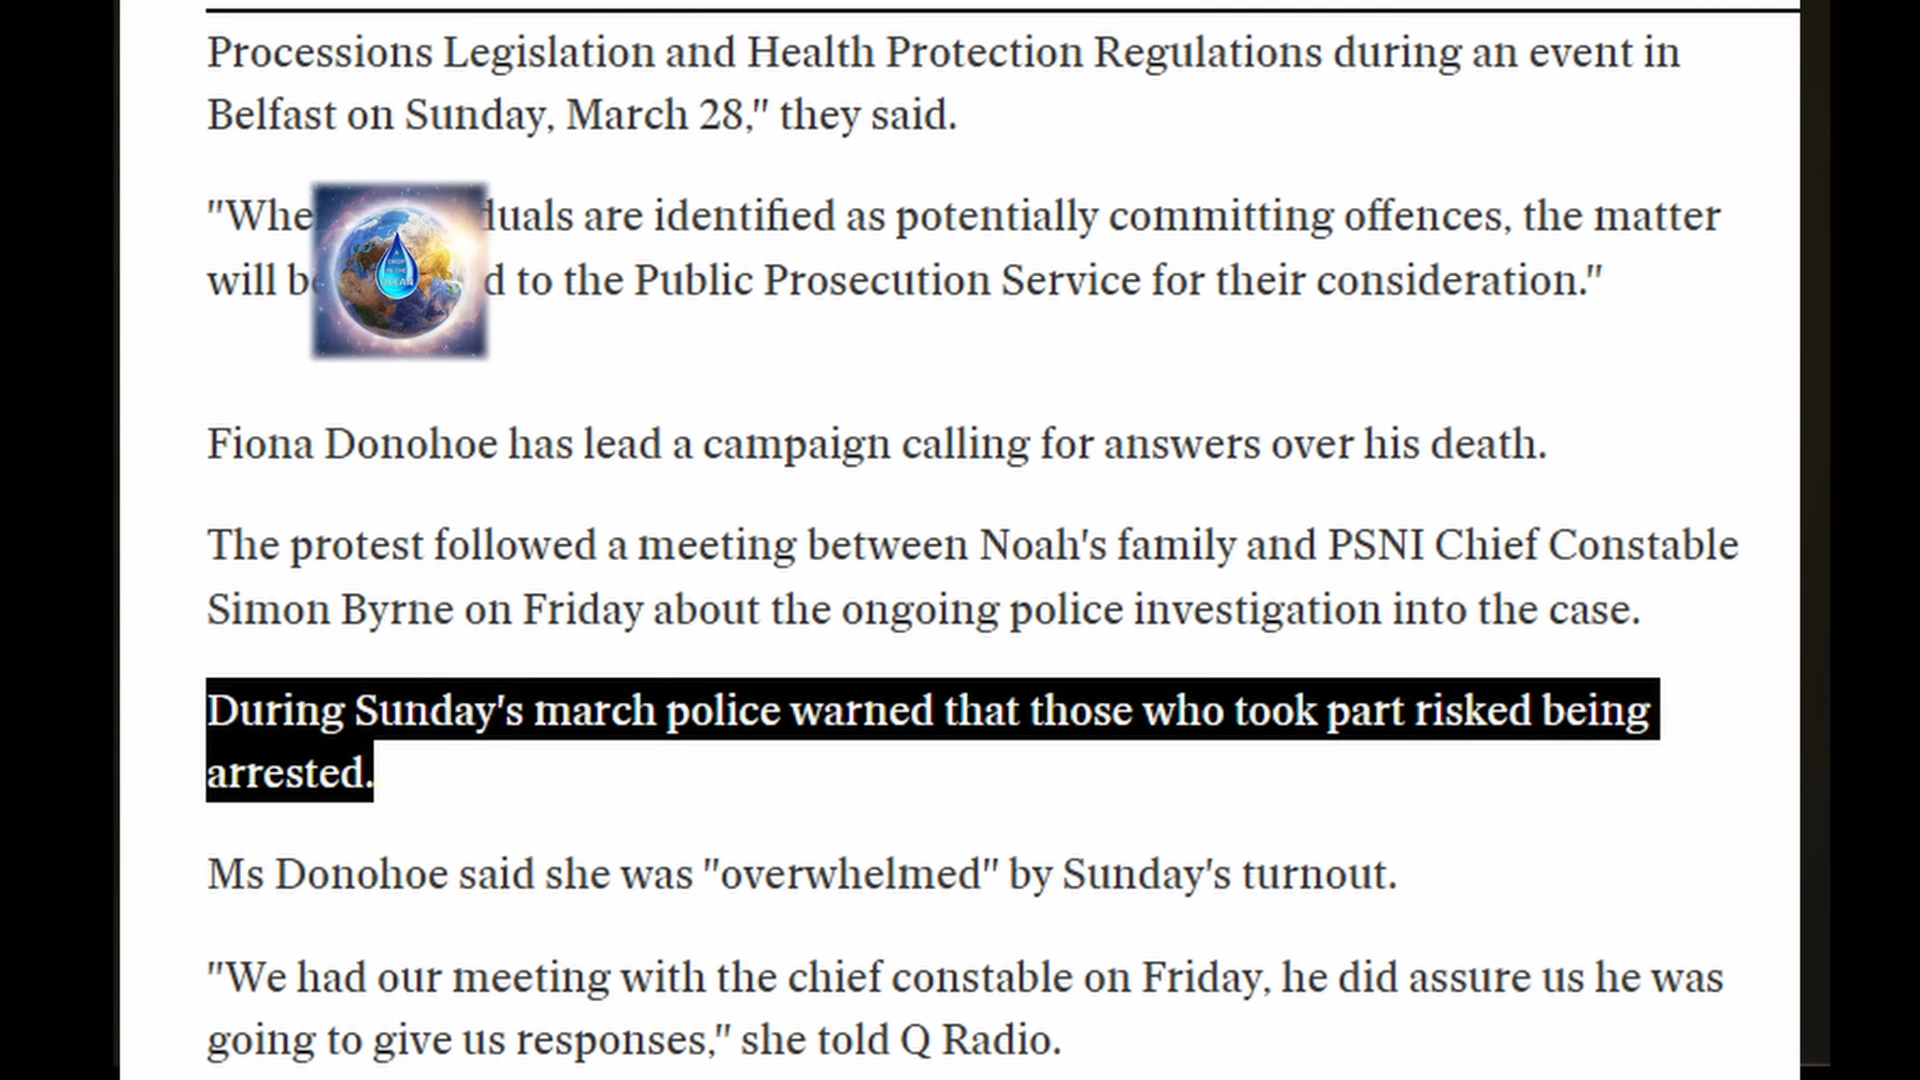 Processions Legislation and Health Protection Regulations during an event in
Belfast on Sunday, March 28," they said.
"Whe duals are identified as potentially committing offences, the matter
will b d to the Public Prosecution Service for their consideration."
A
DROP
IN THE
OCEAN
Fiona Donohoe has lead a campaign calling for answers over his death.
The protest followed a meeting between Noah's family and PSNI Chief Constable
Simon Byrne on Friday about the ongoing police investigation into the case.
During Sunday's march police warned that those who took part risked being
arrested.
Ms Donohoe said she was "overwhelmed" by Sunday's turnout.
"We had our meeting with the chief constable on Friday, he did assure us he was
going to give us responses," she told Q Radio.